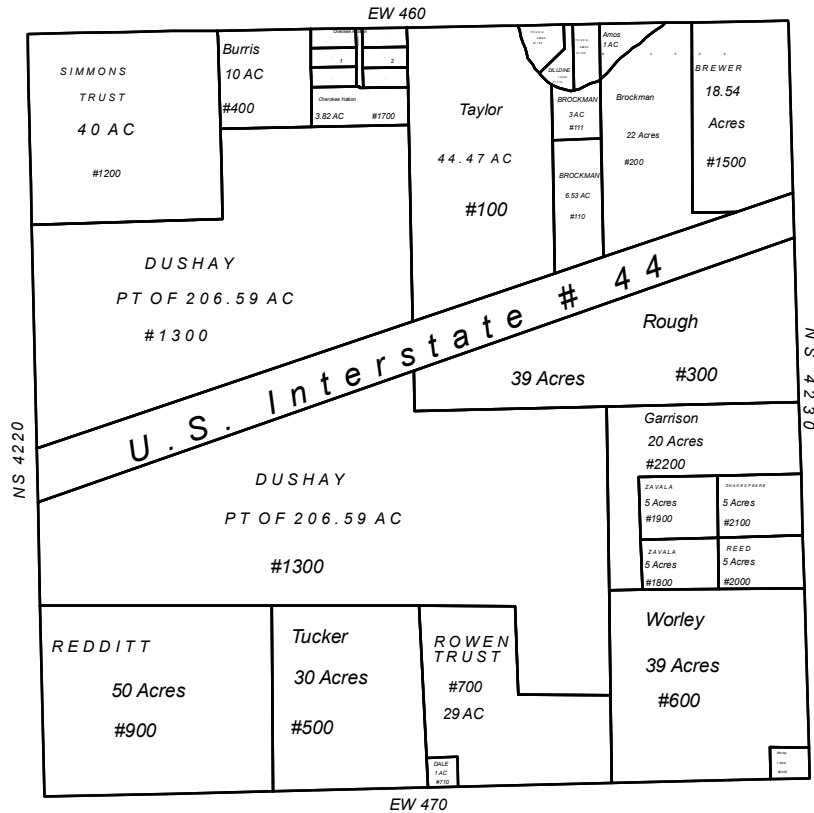 EW 460
SIMMONS
TRUST
40 AC
#1200
Burris
10 AC
#400
Cherokee Nation
1
2
Cherokee Nation
3.82 AC #1700
Taylor
44.47 AC
#100
DILLDINE
BROCKMAN
3 AC
#111
BROCKMAN
6.53 AC
#110
Amos
1 AC
Brockman
22 Acres
#200
BREWER
18.54
Acres
#1500
DUSHAY
PT OF 206.59 AC
#1300
U.S. Interstate # 44
Rough
39 Acres #300
NS 4220
NS 4230
Garrison
20 Acres
#2200
ZAVALA
5 Acres
#1900
SHAKESPEARE
5 Acres
#2100
ZAVALA
5 Acres
#1800
REED
5 Acres
#2000
DUSHAY
PT OF 206.59 AC
#1300
REDDITT
50 Acres
#900
Tucker
30 Acres
#500
ROWEN
TRUST
#700
29 AC
DALE
1 AC
#710
Worley
39 Acres
#600
EW 470